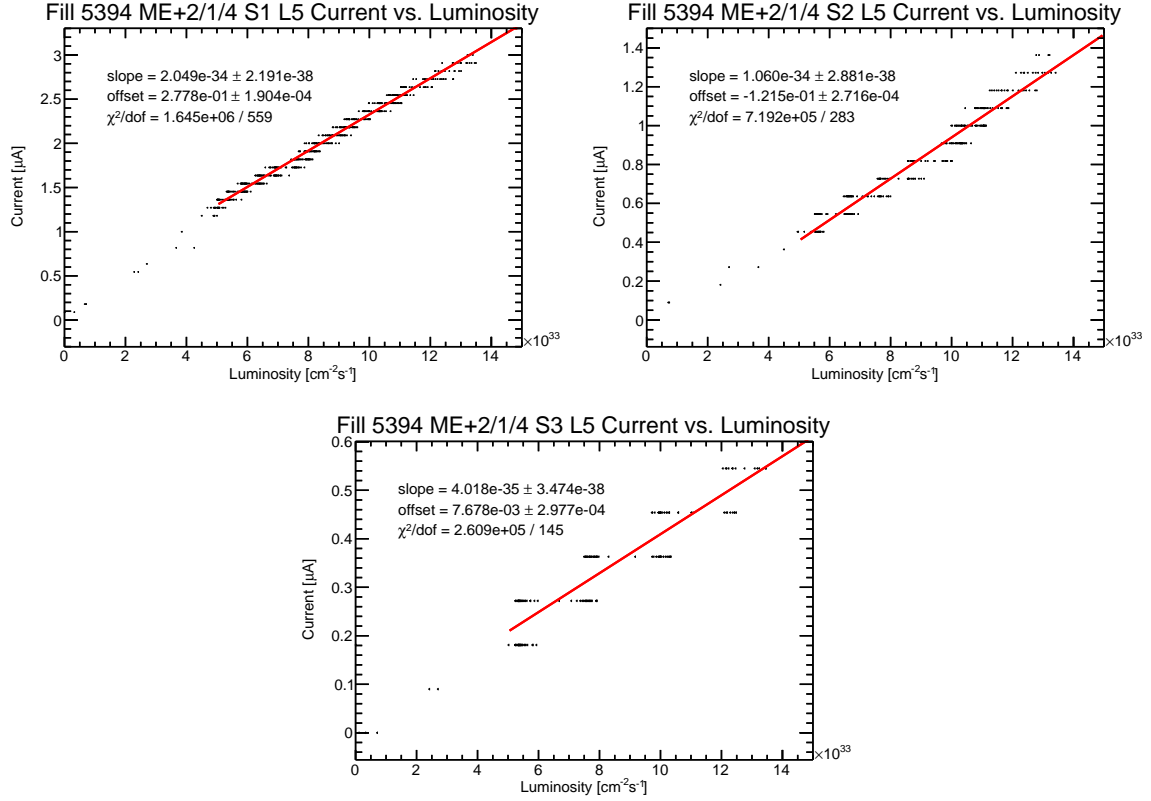 Fill 5394 ME+2/1/4 S1 L5 Current vs. Luminosity
3
2.5
2
1.5
1
0.5
0
Current [μA]
slope = 2.049e-34 ± 2.191e-38
offset = 2.778e-01 ± 1.904e-04
χ²/dof = 1.645e+06 / 559
0 2 4 6 8 10 12 14
×10³³
Luminosity [cm⁻²s⁻¹]
Fill 5394 ME+2/1/4 S2 L5 Current vs. Luminosity
1.4
1.2
1
0.8
0.6
0.4
0.2
0
Current [μA]
slope = 1.060e-34 ± 2.881e-38
offset = -1.215e-01 ± 2.716e-04
χ²/dof = 7.192e+05 / 283
0 2 4 6 8 10 12 14
×10³³
Luminosity [cm⁻²s⁻¹]
Fill 5394 ME+2/1/4 S3 L5 Current vs. Luminosity
0.6
0.5
0.4
0.3
0.2
0.1
0
Current [μA]
slope = 4.018e-35 ± 3.474e-38
offset = 7.678e-03 ± 2.977e-04
χ²/dof = 2.609e+05 / 145
0 2 4 6 8 10 12 14
×10³³
Luminosity [cm⁻²s⁻¹]